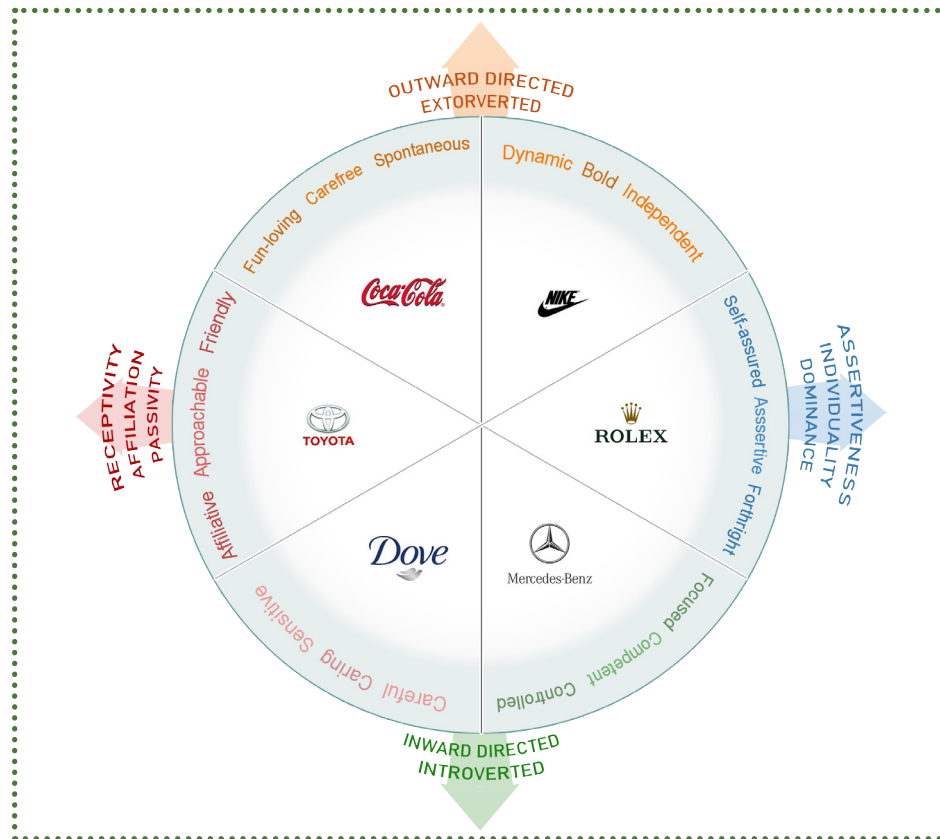 OUTWARD DIRECTED
EXTORVERTED
Fun-loving Carefree Spontaneous
Dynamic Bold Independent
Coca-Cola
NIKE
Affiliative Approachable Friendly
Self-assured Asssertive Forthright
RECEPTIVITY
AFFILIATION
PASSIVITY
TOYOTA
ROLEX
ASSERTIVENESS
INDIVIDUALITY
DOMINANCE
Dove
Mercedes-Benz
Careful Caring Sensitive
Focused Competent Controlled
INWARD DIRECTED
INTROVERTED